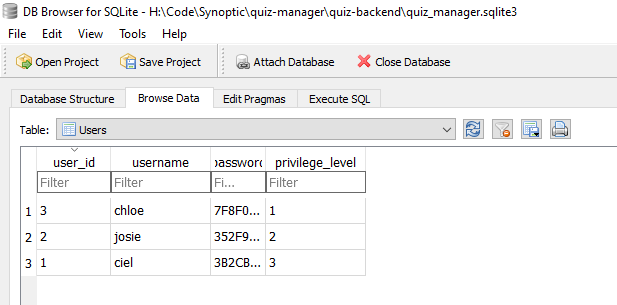 DB Browser for SQLite - H:\Code\Synoptic\quiz-manager\quiz-backend\quiz_manager.sqlite3
File Edit View Tools Help
Open Project Save Project Attach Database Close Database
Database Structure Browse Data Edit Pragmas Execute SQL
Table: Users
user_id username password privilege_level
Filter Filter Fi... Filter
1 3 chloe 7F8F0... 1
2 2 josie 352F9... 2
3 1 ciel 3B2CB... 3